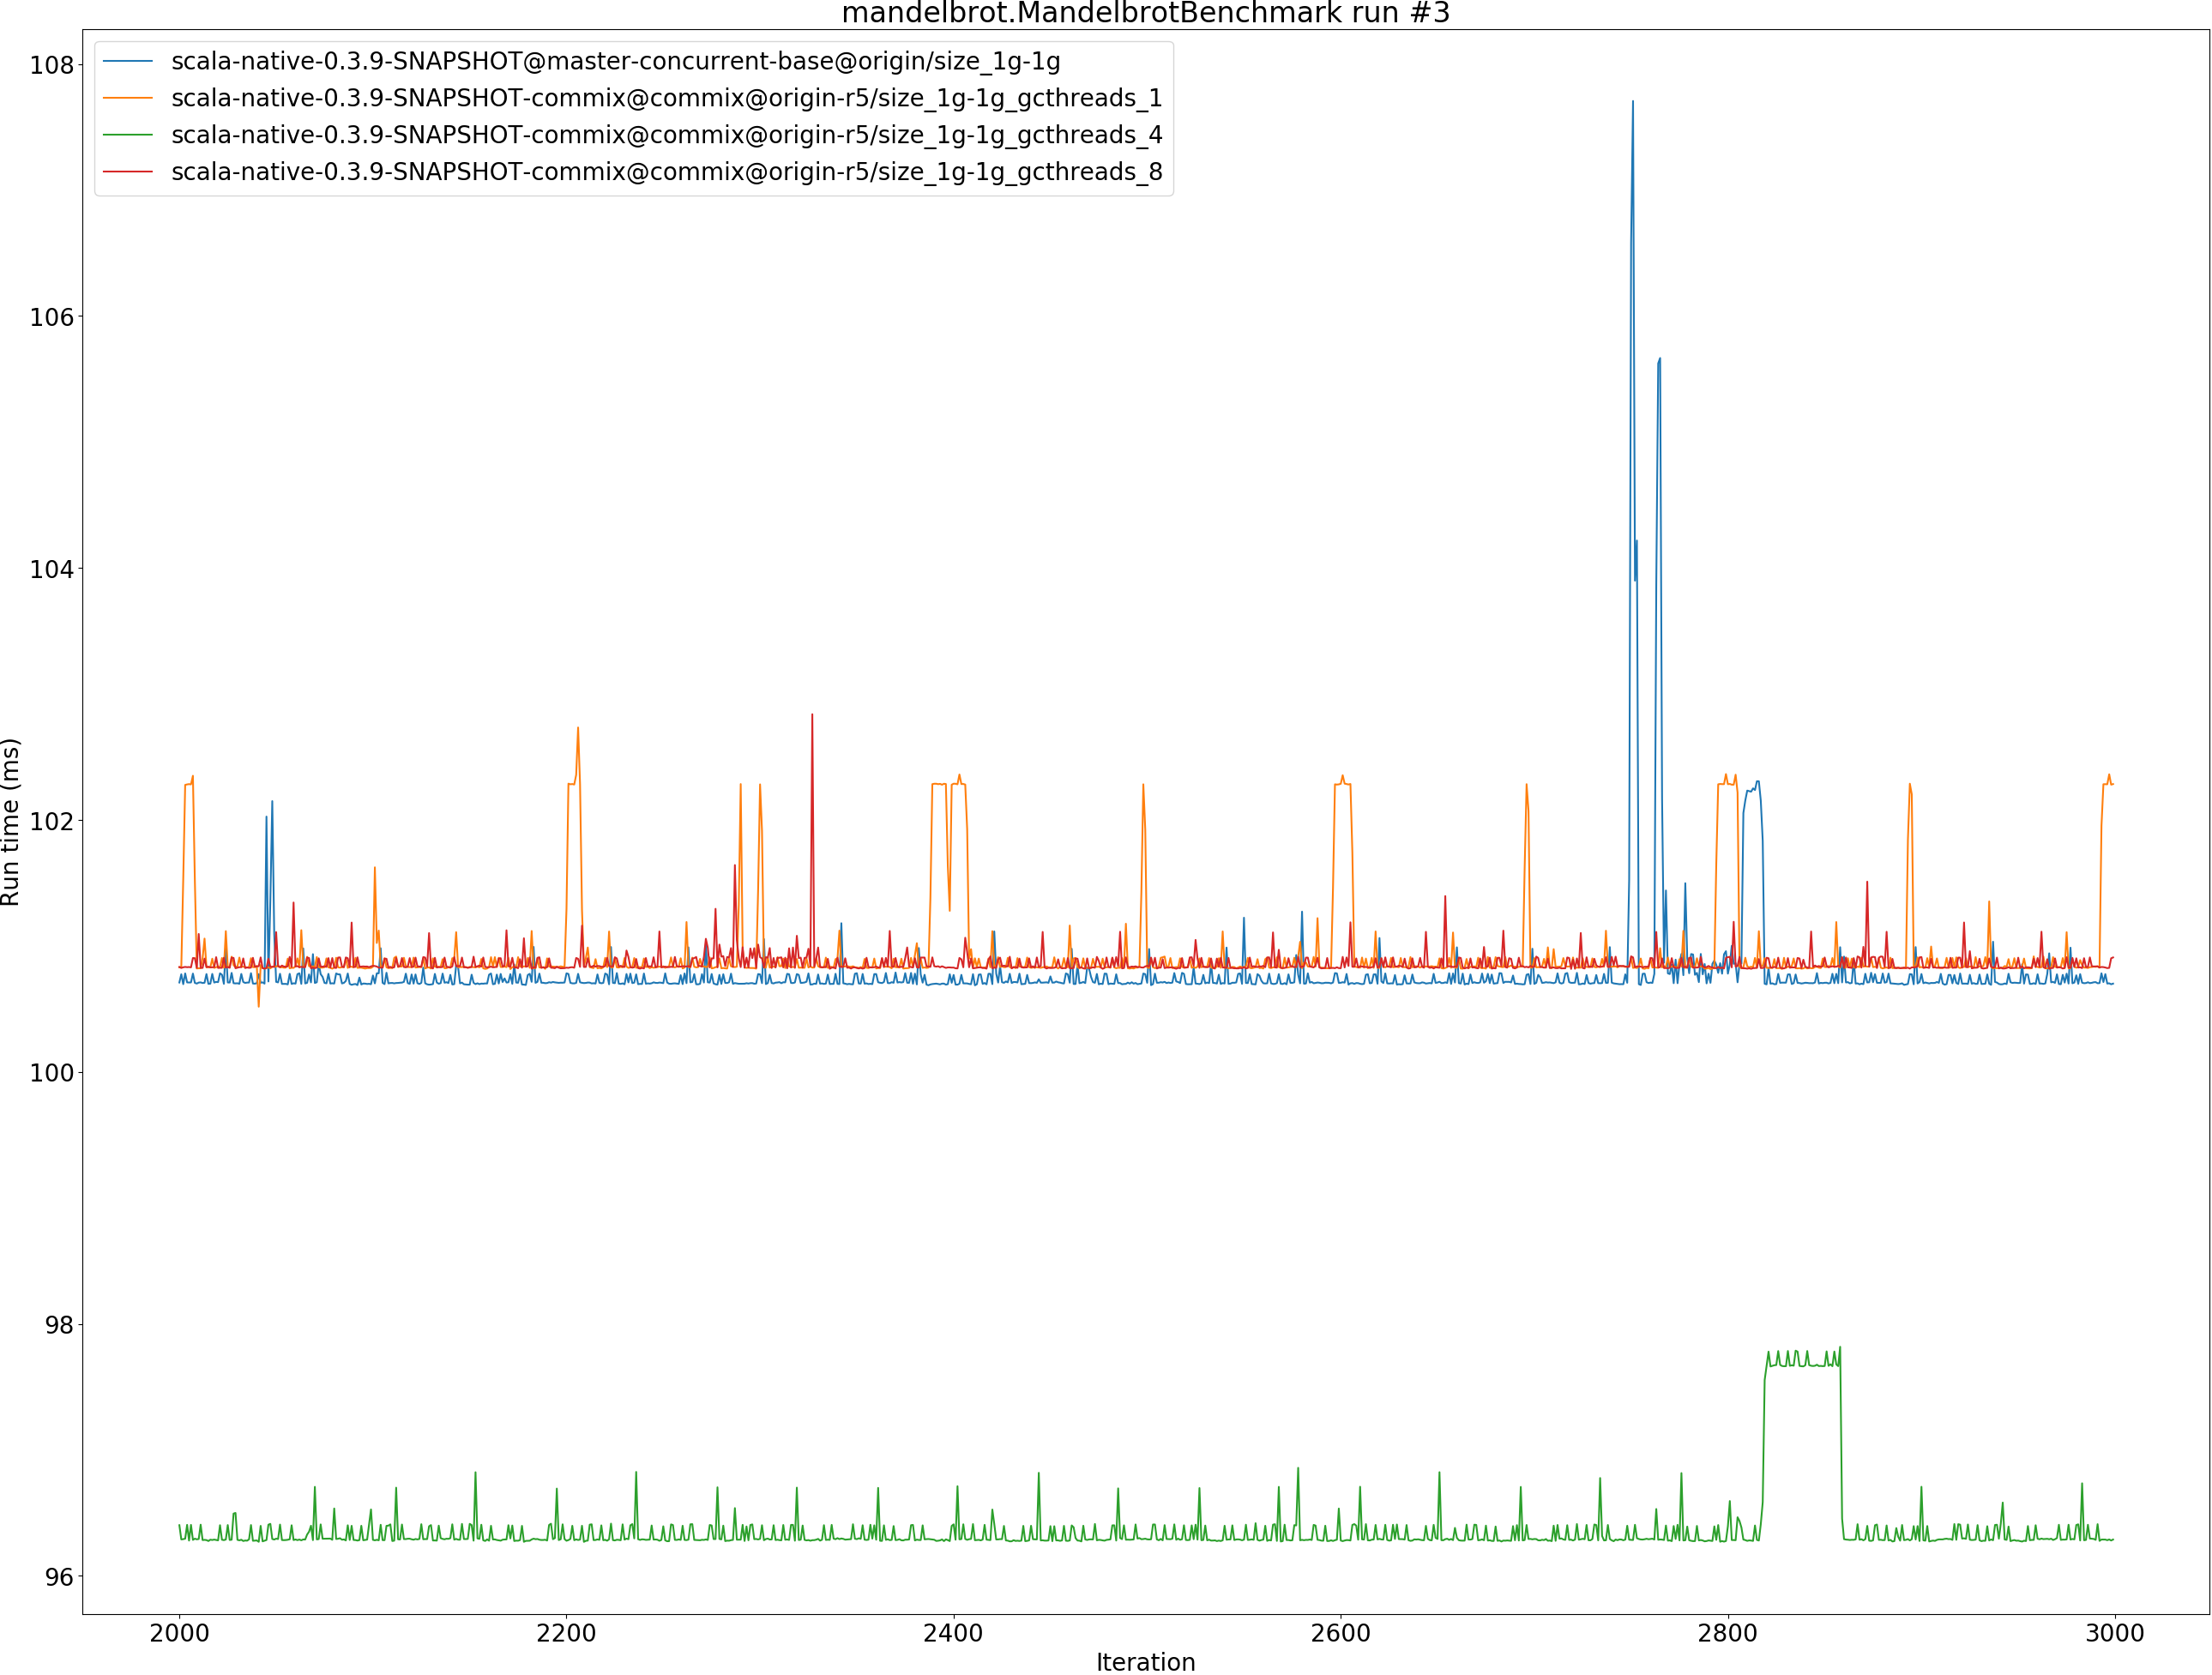 mandelbrot.MandelbrotBenchmark run #3
scala-native-0.3.9-SNAPSHOT@master-concurrent-base@origin/size_1g-1g
scala-native-0.3.9-SNAPSHOT-commix@commix@origin-r5/size_1g-1g_gcthreads_1
scala-native-0.3.9-SNAPSHOT-commix@commix@origin-r5/size_1g-1g_gcthreads_4
scala-native-0.3.9-SNAPSHOT-commix@commix@origin-r5/size_1g-1g_gcthreads_8
108
106
104
102
100
98
96
Run time (ms)
2000 2200 2400 2600 2800 3000
Iteration